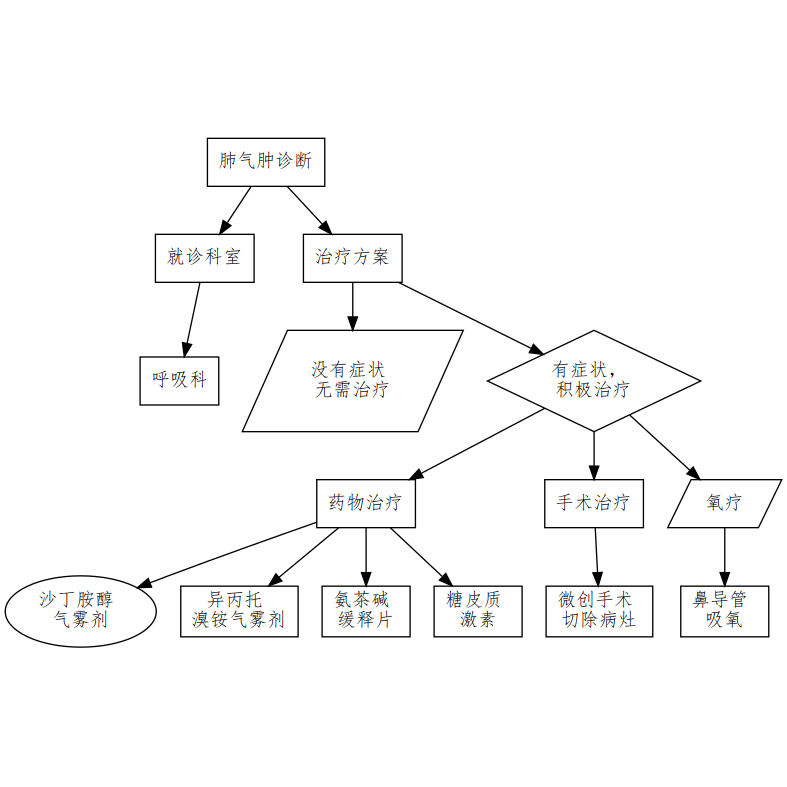 肺气肿诊断
就诊科室
治疗方案
呼吸科
没有症状
无需治疗
有症状，
积极治疗
药物治疗
手术治疗
氧疗
沙丁胺醇
气雾剂
异丙托
溴铵气雾剂
氨茶碱
缓释片
糖皮质
激素
微创手术
切除病灶
鼻导管
吸氧